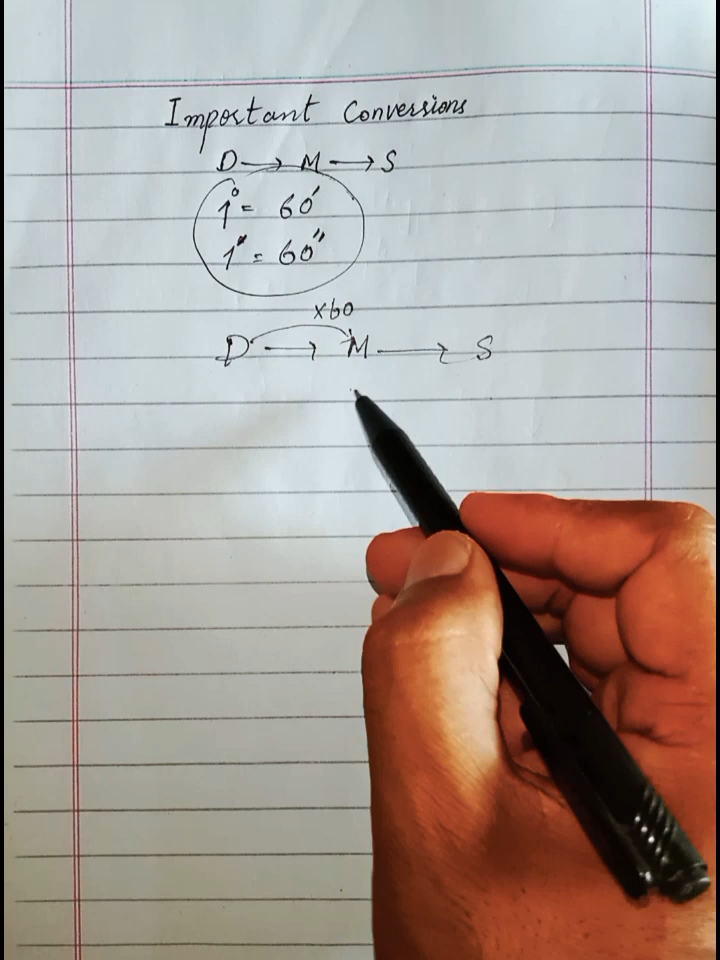 Important Conversions
D → M → S
1° = 60'
1' = 60"
×60
D → M → S